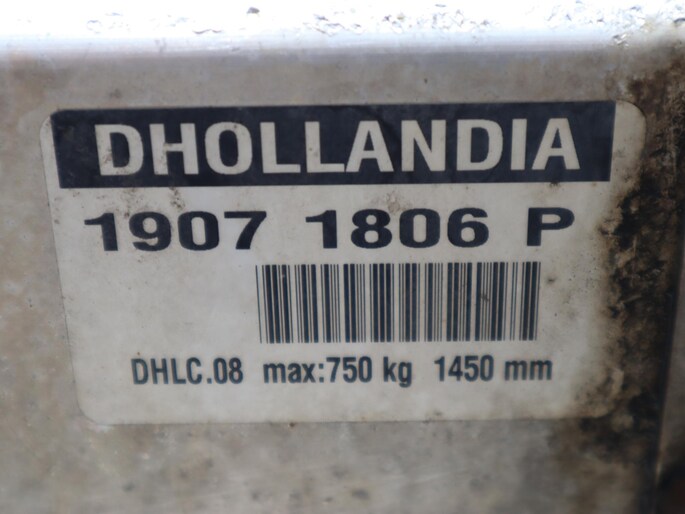 DHOLLANDIA
1907 1806 P
DHLC.08 max:750 kg 1450 mm